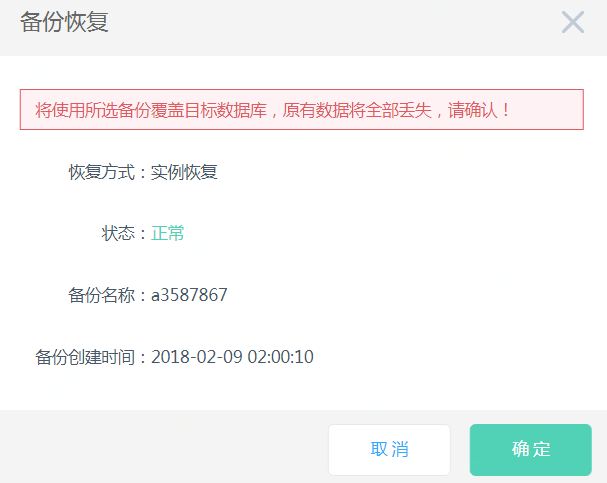 备份恢复
将使用所选备份覆盖目标数据库，原有数据将全部丢失，请确认！
恢复方式：实例恢复
状态：正常
备份名称：a3587867
备份创建时间：2018-02-09 02:00:10
取消 确定